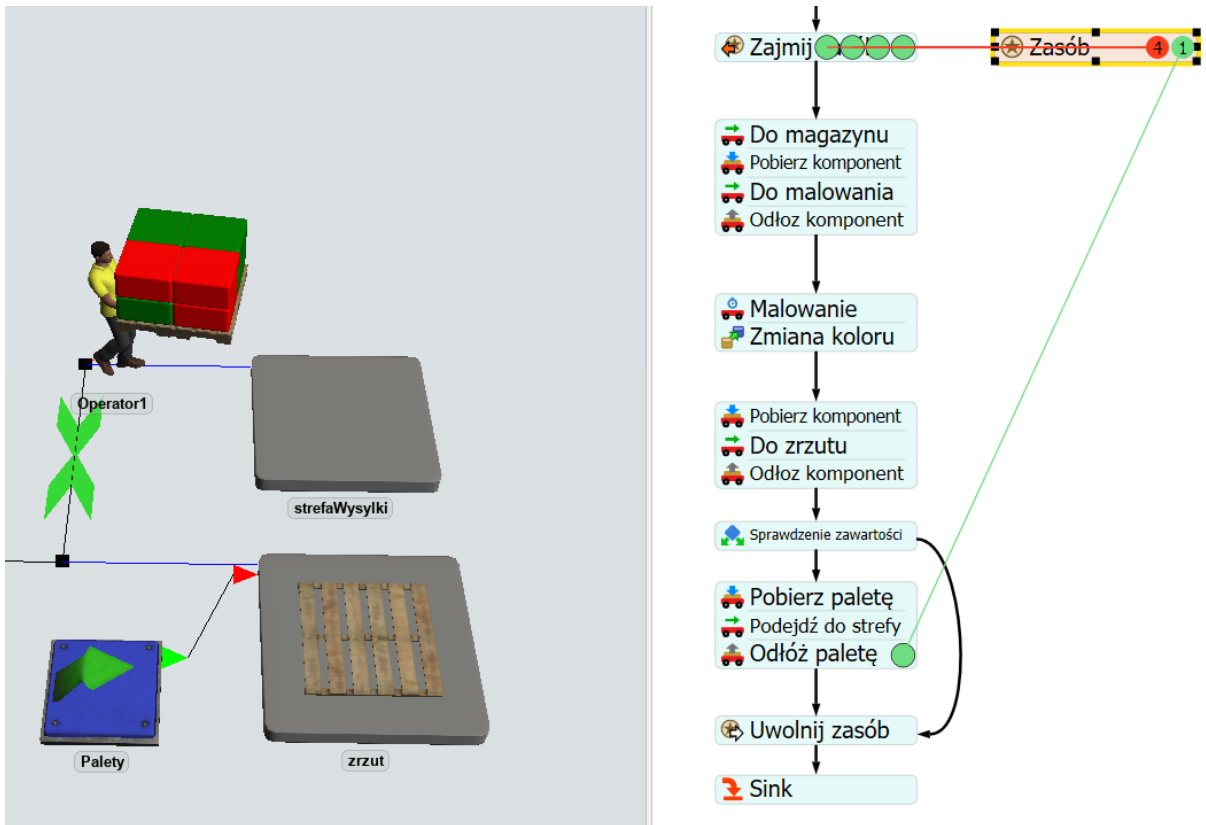 Operator1
strefaWysylki
Palety
zrzut
Zajmij
Zasób
4
1
Do magazynu
Pobierz komponent
Do malowania
Odłoz komponent
Malowanie
Zmiana koloru
Pobierz komponent
Do zrzutu
Odłoz komponent
Sprawdzenie zawartości
Pobierz paletę
Podejdź do strefy
Odłóż paletę
Uwolnij zasób
Sink